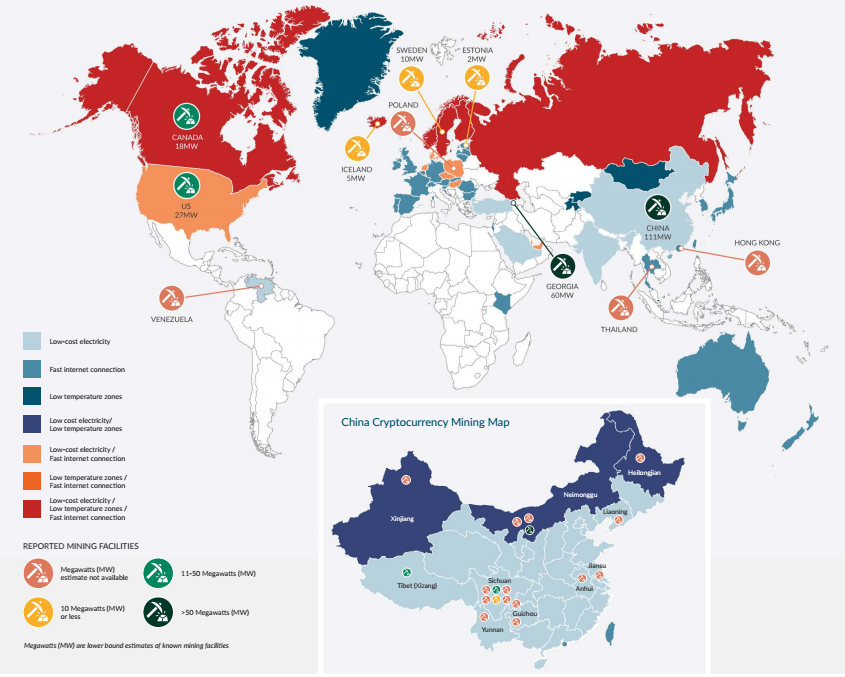 SWEDEN
10MW
ESTONIA
2MW
POLAND
CANADA
18MW
ICELAND
5MW
US
27MW
CHINA
111MW
HONG KONG
GEORGIA
60MW
VENEZUELA
THAILAND
Low-cost electricity
Fast internet connection
Low temperature zones
Low cost electricity/
Low temperature zones
Low-cost electricity /
Fast internet connection
Low temperature zones /
Fast internet connection
Low-cost electricity /
Low temperature zones /
Fast internet connection
REPORTED MINING FACILITIES
Megawatts (MW)
estimate not available
11-50 Megawatts (MW)
10 Megawatts (MW)
or less
>50 Megawatts (MW)
Megawatts (MW) are lower bound estimates of known mining facilities
China Cryptocurrency Mining Map
Heilongjian
Neimonggu
Xinjiang
Liaoning
Jiansu
Tibet (Xizang)
Sichuan
Anhui
Guizhou
Yunnan